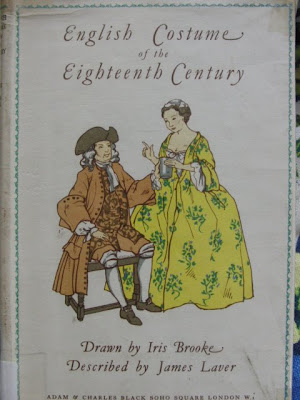 English Costume
of the
Eighteenth Century
Drawn by Iris Brooke
Described by James Laver
ADAM & CHARLES BLACK SOHO SQUARE LONDON W.1